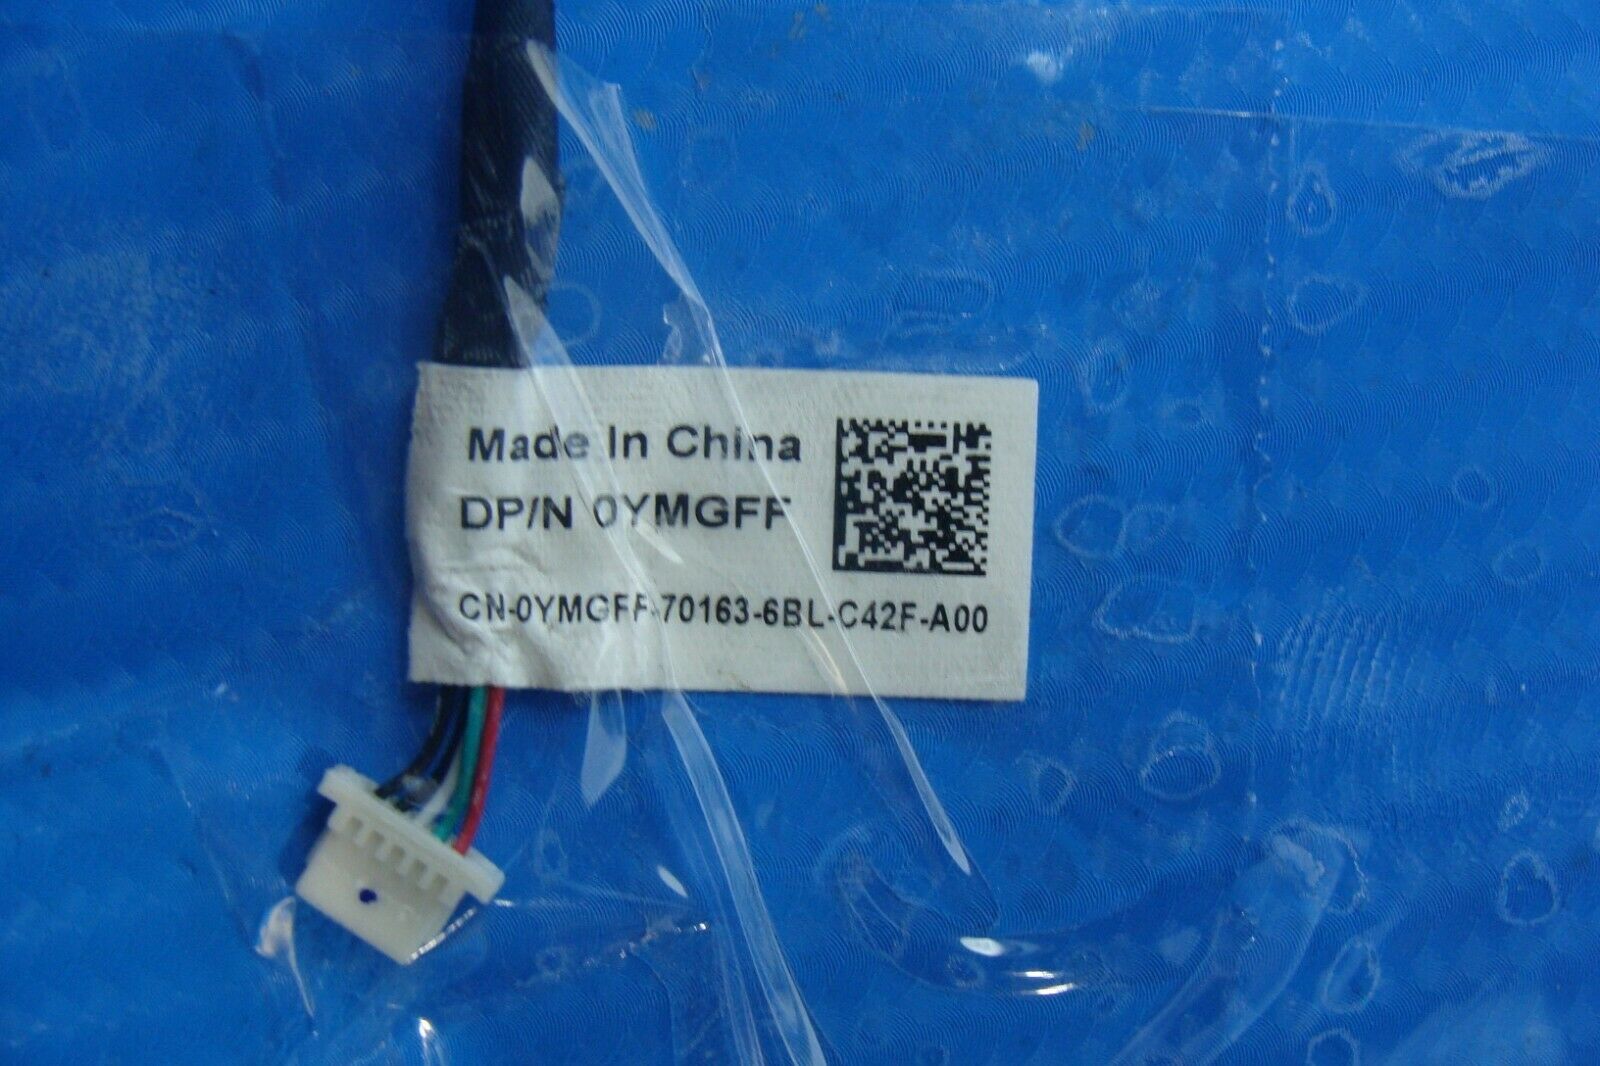 Made In China
DP/N 0YMGFF
CN-0YMGFF-70163-6BL-C42F-A00